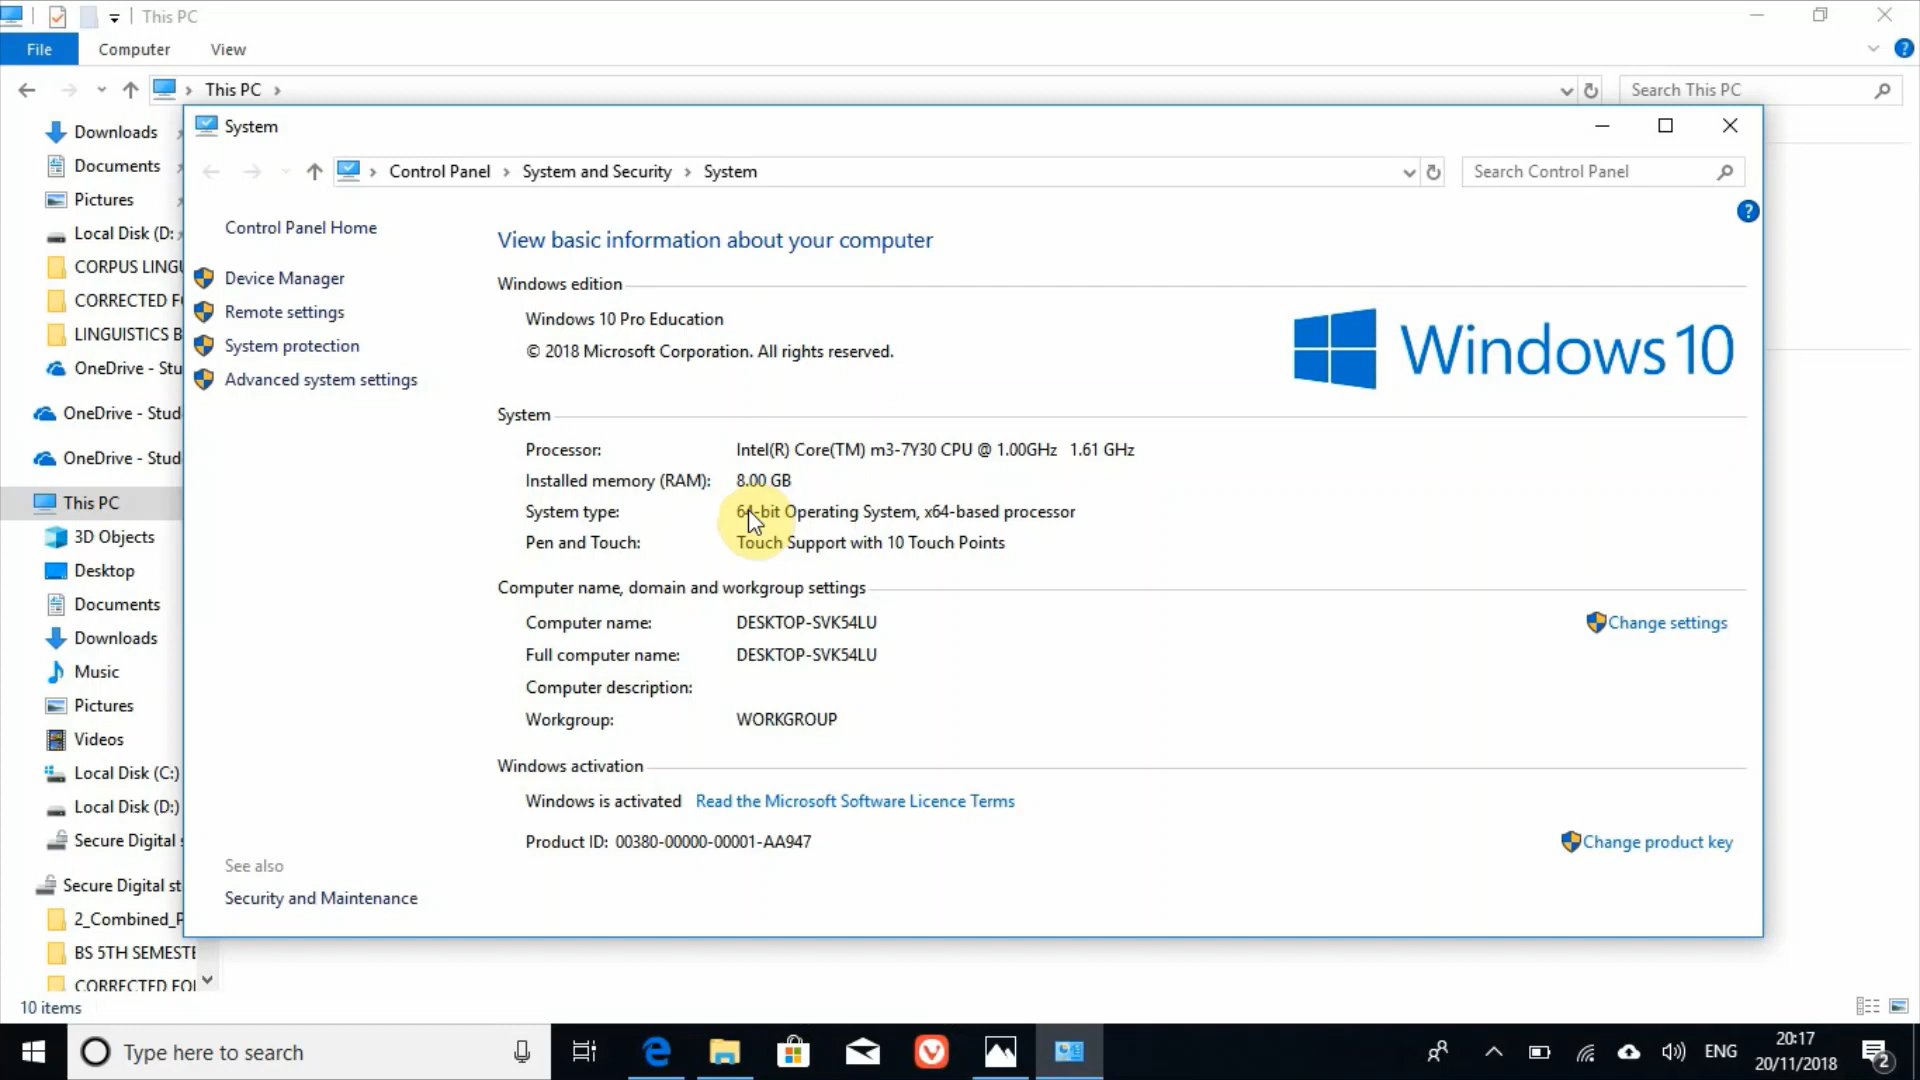 This PC
File Computer View
This PC
Search This PC
Downloads
Documents
Pictures
Local Disk (D:
CORPUS LINGU
CORRECTED FO
LINGUISTICS B
OneDrive - Stu
OneDrive - Stud
OneDrive - Stud
This PC
3D Objects
Desktop
Documents
Downloads
Music
Pictures
Videos
Local Disk (C:)
Local Disk (D:)
Secure Digital s
Secure Digital st
2_Combined_P
BS 5TH SEMESTE
CORRECTED FOI
10 items
System
Control Panel System and Security System
Search Control Panel
Control Panel Home
Device Manager
Remote settings
System protection
Advanced system settings
See also
Security and Maintenance
View basic information about your computer
Windows edition
Windows 10 Pro Education
© 2018 Microsoft Corporation. All rights reserved.
Windows 10
System
Processor: Intel(R) Core(TM) m3-7Y30 CPU @ 1.00GHz 1.61 GHz
Installed memory (RAM): 8.00 GB
System type: 64-bit Operating System, x64-based processor
Pen and Touch: Touch Support with 10 Touch Points
Computer name, domain and workgroup settings
Computer name: DESKTOP-SVK54LU
Change settings
Full computer name: DESKTOP-SVK54LU
Computer description:
Workgroup: WORKGROUP
Windows activation
Windows is activated Read the Microsoft Software Licence Terms
Product ID: 00380-00000-00001-AA947
Change product key
Type here to search
ENG
20:17
20/11/2018
2